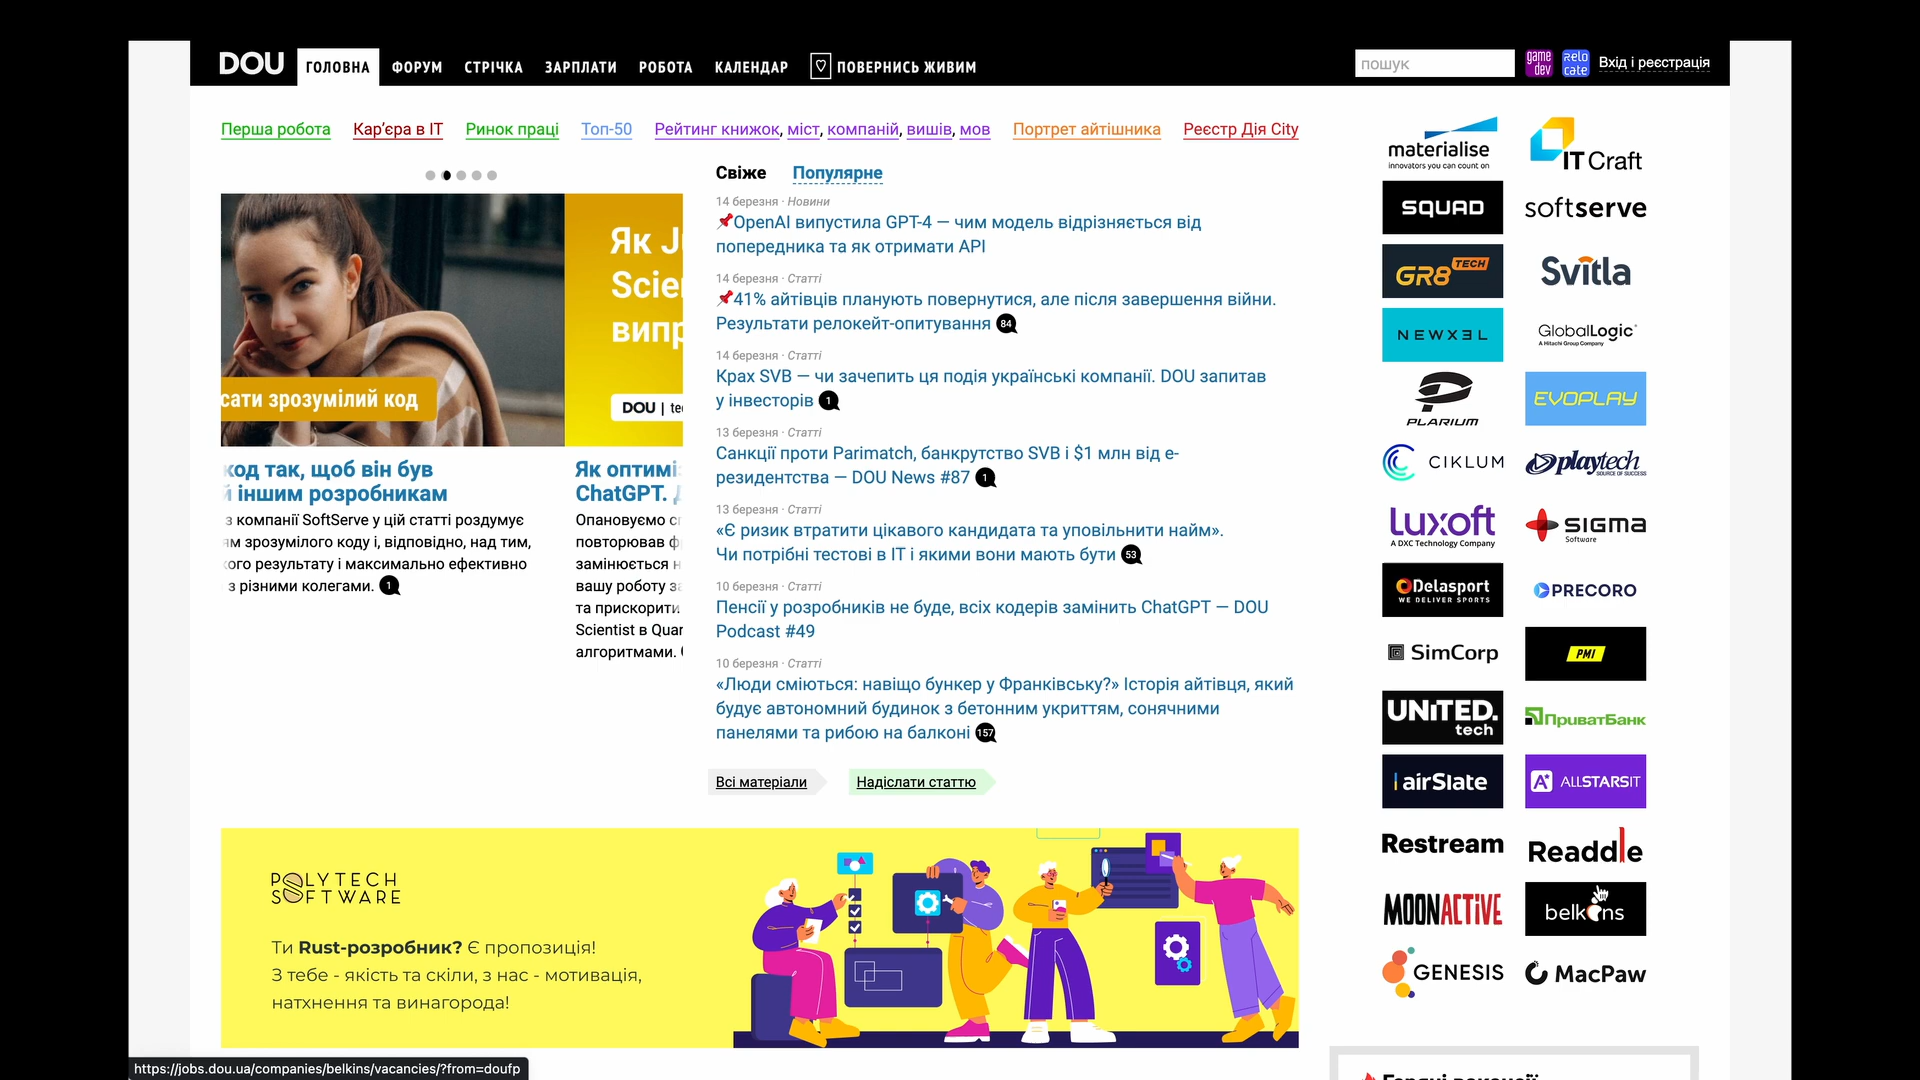 DOU ГОЛОВНА ФОРУМ СТРІЧКА ЗАРПЛАТИ РОБОТА КАЛЕНДАР ПОВЕРНИСЬ ЖИВИМ
пошук game dev relo cate Вхід і реєстрація
Перша робота Кар’єра в ІТ Ринок праці Топ-50 Рейтинг книжок, міст, компаній, вишів, мов Портрет айтішника Реєстр Дія City
сати зрозумілий код
Як
Scie
випр
DOU |
код так, щоб він був
й іншим розробникам
з компанії SoftServe у цій статті роздумує
ям зрозумілого коду і, відповідно, над тим,
кого результату і максимально ефективно
з різними колегами. 1
Як оптимі
ChatGPT.
Опановуємо
повторював
замінюється
вашу роботу
та прискорити
Scientist в Quar
алгоритмами.
Свіже Популярне
14 березня · Новини
OpenAI випустила GPT-4 — чим модель відрізняється від
попередника та як отримати API
14 березня · Статті
41% айтівців планують повернутися, але після завершення війни.
Результати релокейт-опитування 84
14 березня · Статті
Крах SVB — чи зачепить ця подія українські компанії. DOU запитав
у інвесторів 1
13 березня · Статті
Санкції проти Parimatch, банкрутство SVB і $1 млн від е-
резидентства — DOU News #87 1
13 березня · Статті
«Є ризик втратити цікавого кандидата та уповільнити найм».
Чи потрібні тестові в ІТ і якими вони мають бути 53
10 березня · Статті
Пенсії у розробників не буде, всіх кодерів замінить ChatGPT — DOU
Podcast #49
10 березня · Статті
«Люди сміються: навіщо бункер у Франківську?» Історія айтівця, який
будує автономний будинок з бетонним укриттям, сонячними
панелями та рибою на балконі 157
Всі матеріали Надіслати статтю
POLYTECH
SOFTWARE
Ти Rust-розробник? Є пропозиція!
З тебе - якість та скіли, з нас - мотивація,
натхнення та винагорода!
materialise
innovators you can count on
IT Craft
SQUAD
softserve
GR8 TECH
Svitla
NEWXEL
GlobalLogic
A Hitachi Group Company
PLARIUM
EVOPLAY
CIKLUM
playtech
SOURCE OF SUCCESS
Luxoft
A DXC Technology Company
SIGMA
Software
Delasport
WE DELIVER SPORTS
PRECORO
SimCorp
PMI
UNITED.
tech
ПриватБанк
airSlate
A ALLSTARSIT
Restream
Readdle
MOONACTIVE
belkins
GENESIS
MacPaw
Гарячі вакансії
https://jobs.dou.ua/companies/belkins/vacancies/?from=doufp